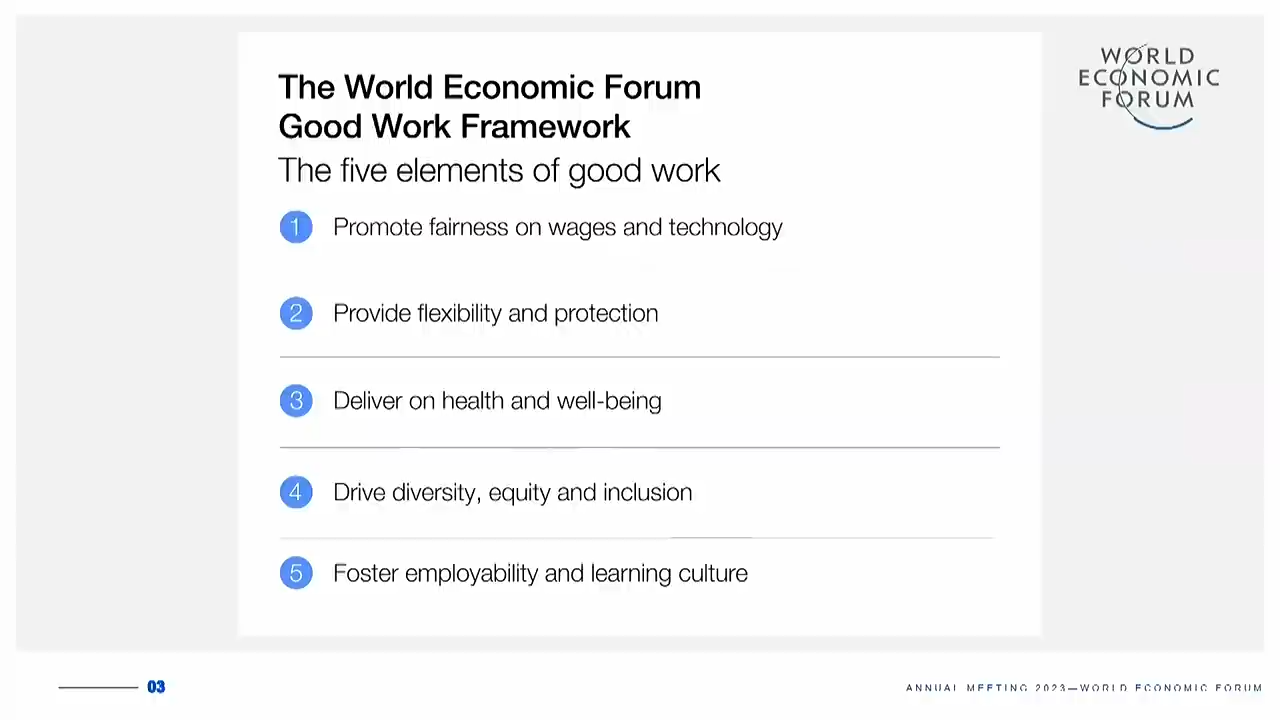 The World Economic Forum
Good Work Framework
The five elements of good work
1 Promote fairness on wages and technology
2 Provide flexibility and protection
3 Deliver on health and well-being
4 Drive diversity, equity and inclusion
5 Foster employability and learning culture
WORLD
ECONOMIC
FORUM
03
ANNUAL MEETING 2023—WORLD ECONOMIC FORUM